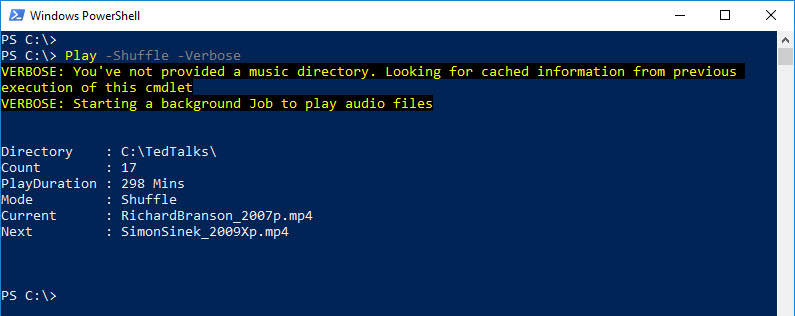 Windows PowerShell
PS C:\>
PS C:\> Play -Shuffle -Verbose
VERBOSE: You've not provided a music directory. Looking for cached information from previous
execution of this cmdlet
VERBOSE: Starting a background Job to play audio files
Directory    : C:\TedTalks\
Count        : 17
PlayDuration : 298 Mins
Mode         : Shuffle
Current      : RichardBranson_2007p.mp4
Next         : SimonSinek_2009Xp.mp4
PS C:\>